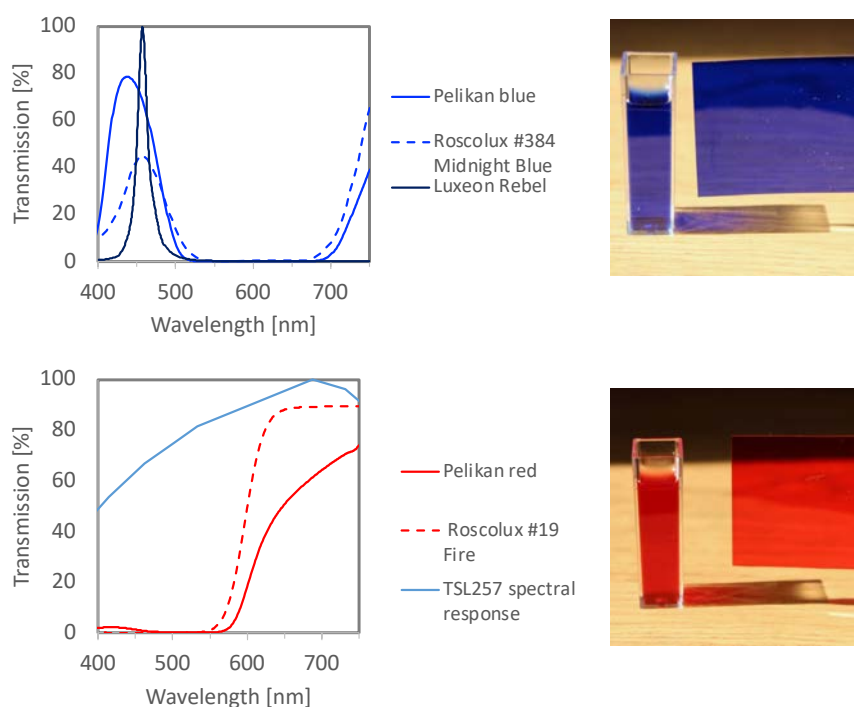 100
80
60
40
20
0
Transmission [%]
400 500 600 700
Wavelength [nm]
Pelikan blue
Roscolux #384
Midnight Blue
Luxeon Rebel
100
80
60
40
20
0
Transmission [%]
400 500 600 700
Wavelength [nm]
Pelikan red
Roscolux #19
Fire
TSL257 spectral
response